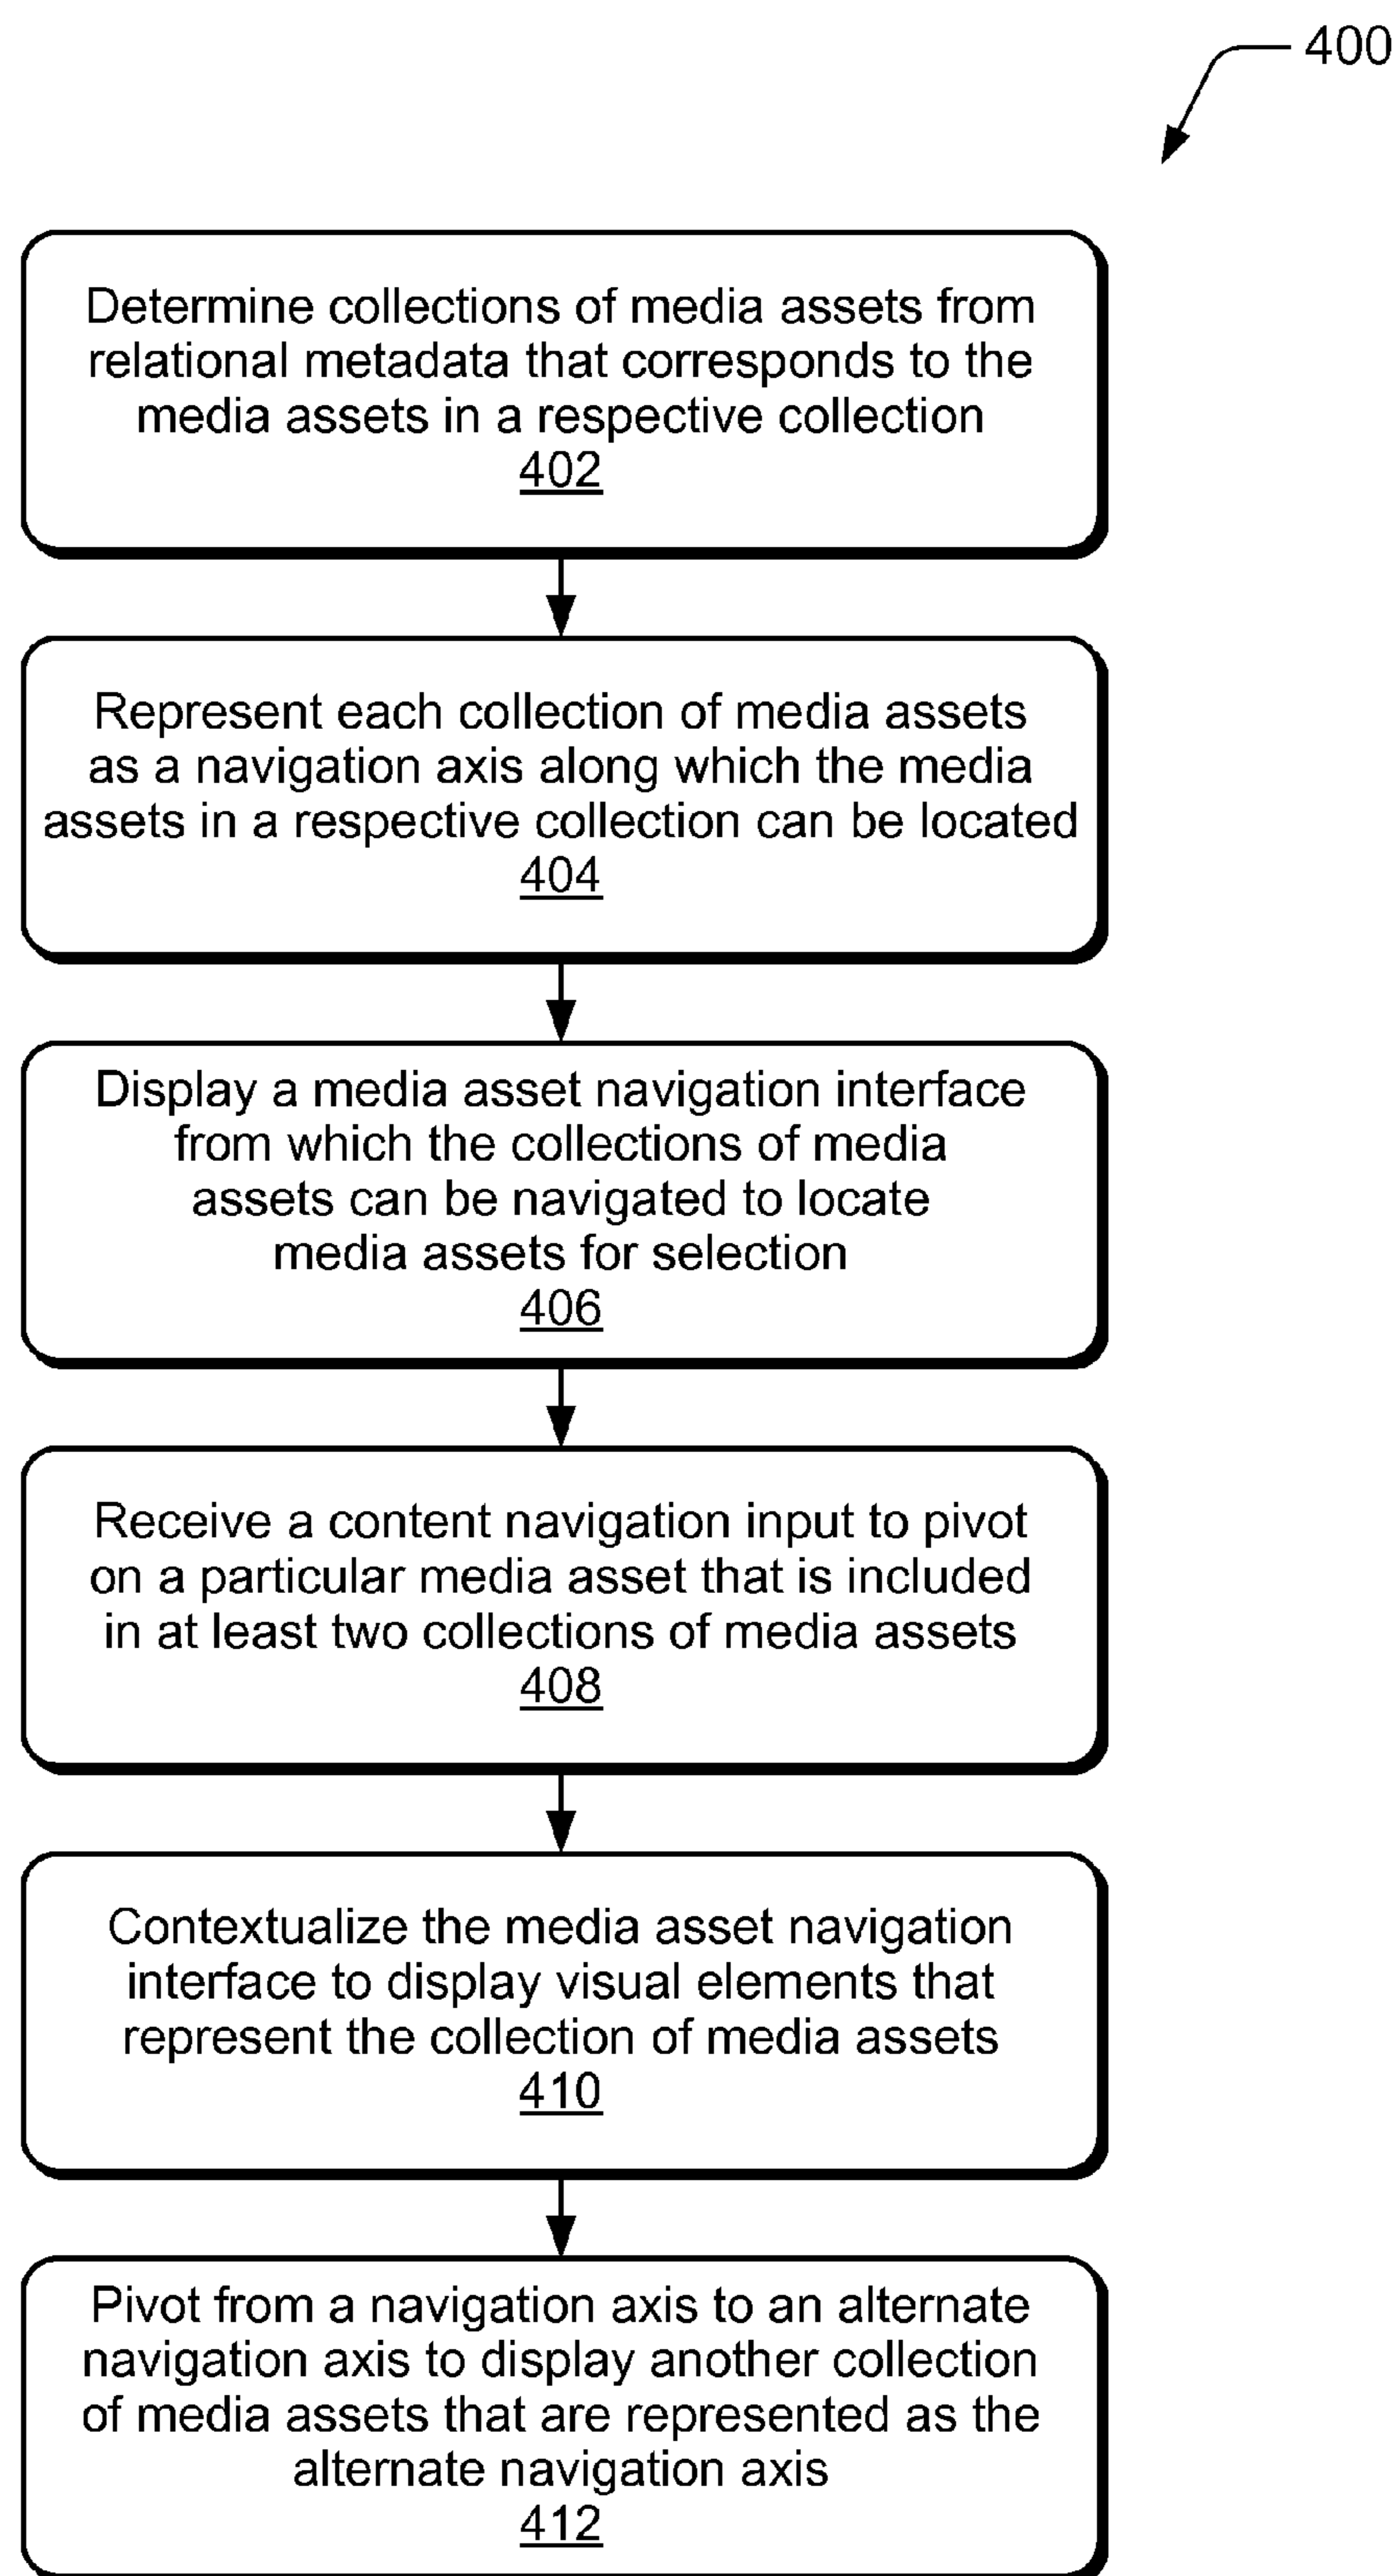 400
Determine collections of media assets from
relational metadata that corresponds to the
media assets in a respective collection
402
Represent each collection of media assets
as a navigation axis along which the media
assets in a respective collection can be located
404
Display a media asset navigation interface
from which the collections of media
assets can be navigated to locate
media assets for selection
406
Receive a content navigation input to pivot
on a particular media asset that is included
in at least two collections of media assets
408
Contextualize the media asset navigation
interface to display visual elements that
represent the collection of media assets
410
Pivot from a navigation axis to an alternate
navigation axis to display another collection
of media assets that are represented as the
alternate navigation axis
412